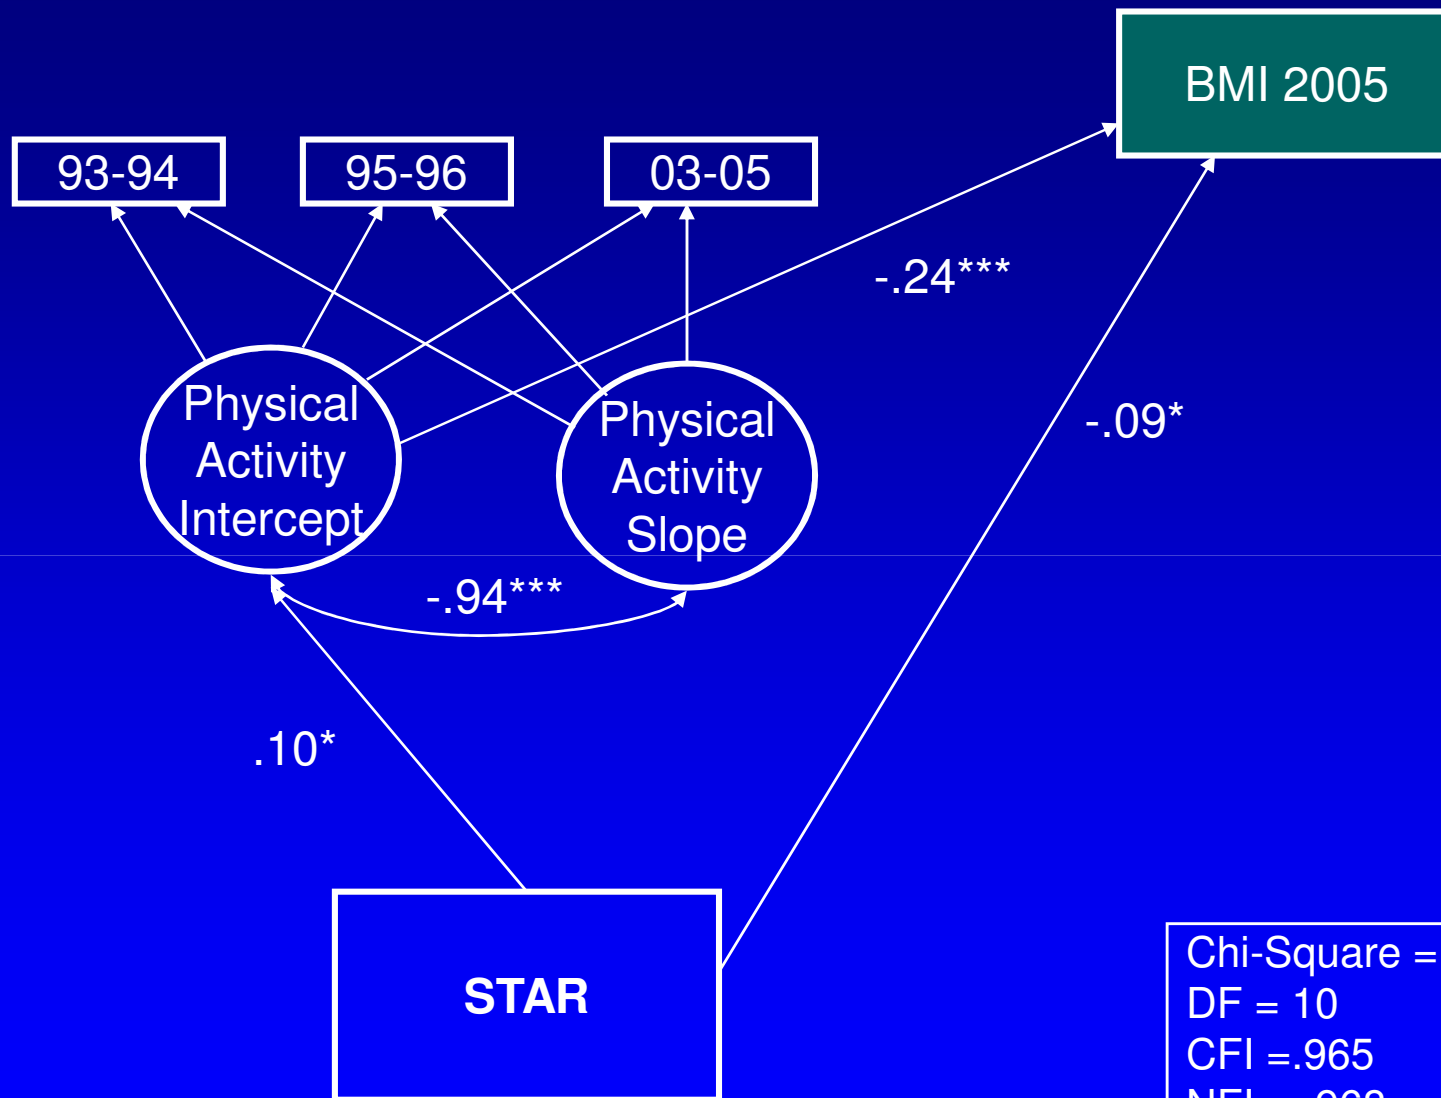 BMI 2005
93-94
95-96
03-05
-.24***
Physical
Activity
Intercept
Physical
Activity
Slope
-.09*
-.94***
.10*
STAR
Chi-Square =
DF = 10
CFI =.965